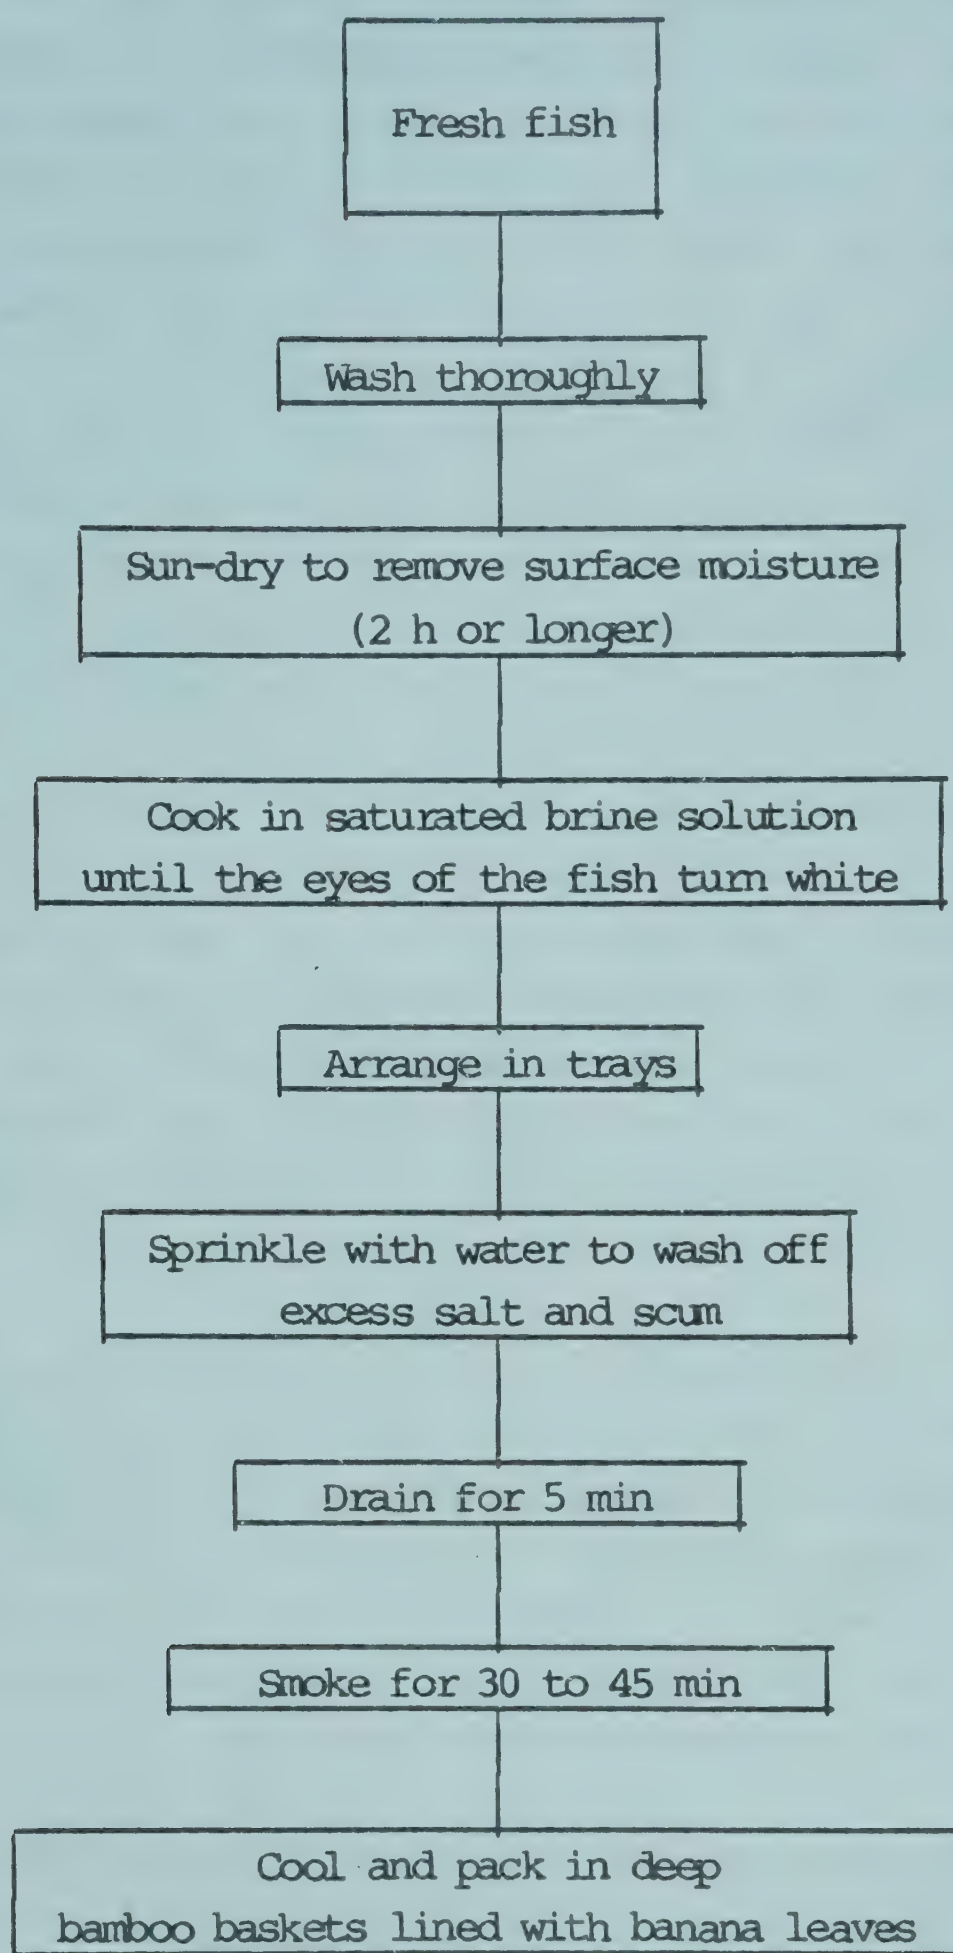 Fresh fish
Wash thoroughly
Sun-dry to remove surface moisture
(2 h or longer)
Cook in saturated brine solution
until the eyes of the fish turn white
Arrange in trays
Sprinkle with water to wash off
excess salt and scum
Drain for 5 min
Smoke for 30 to 45 min
Cool and pack in deep
bamboo baskets lined with banana leaves